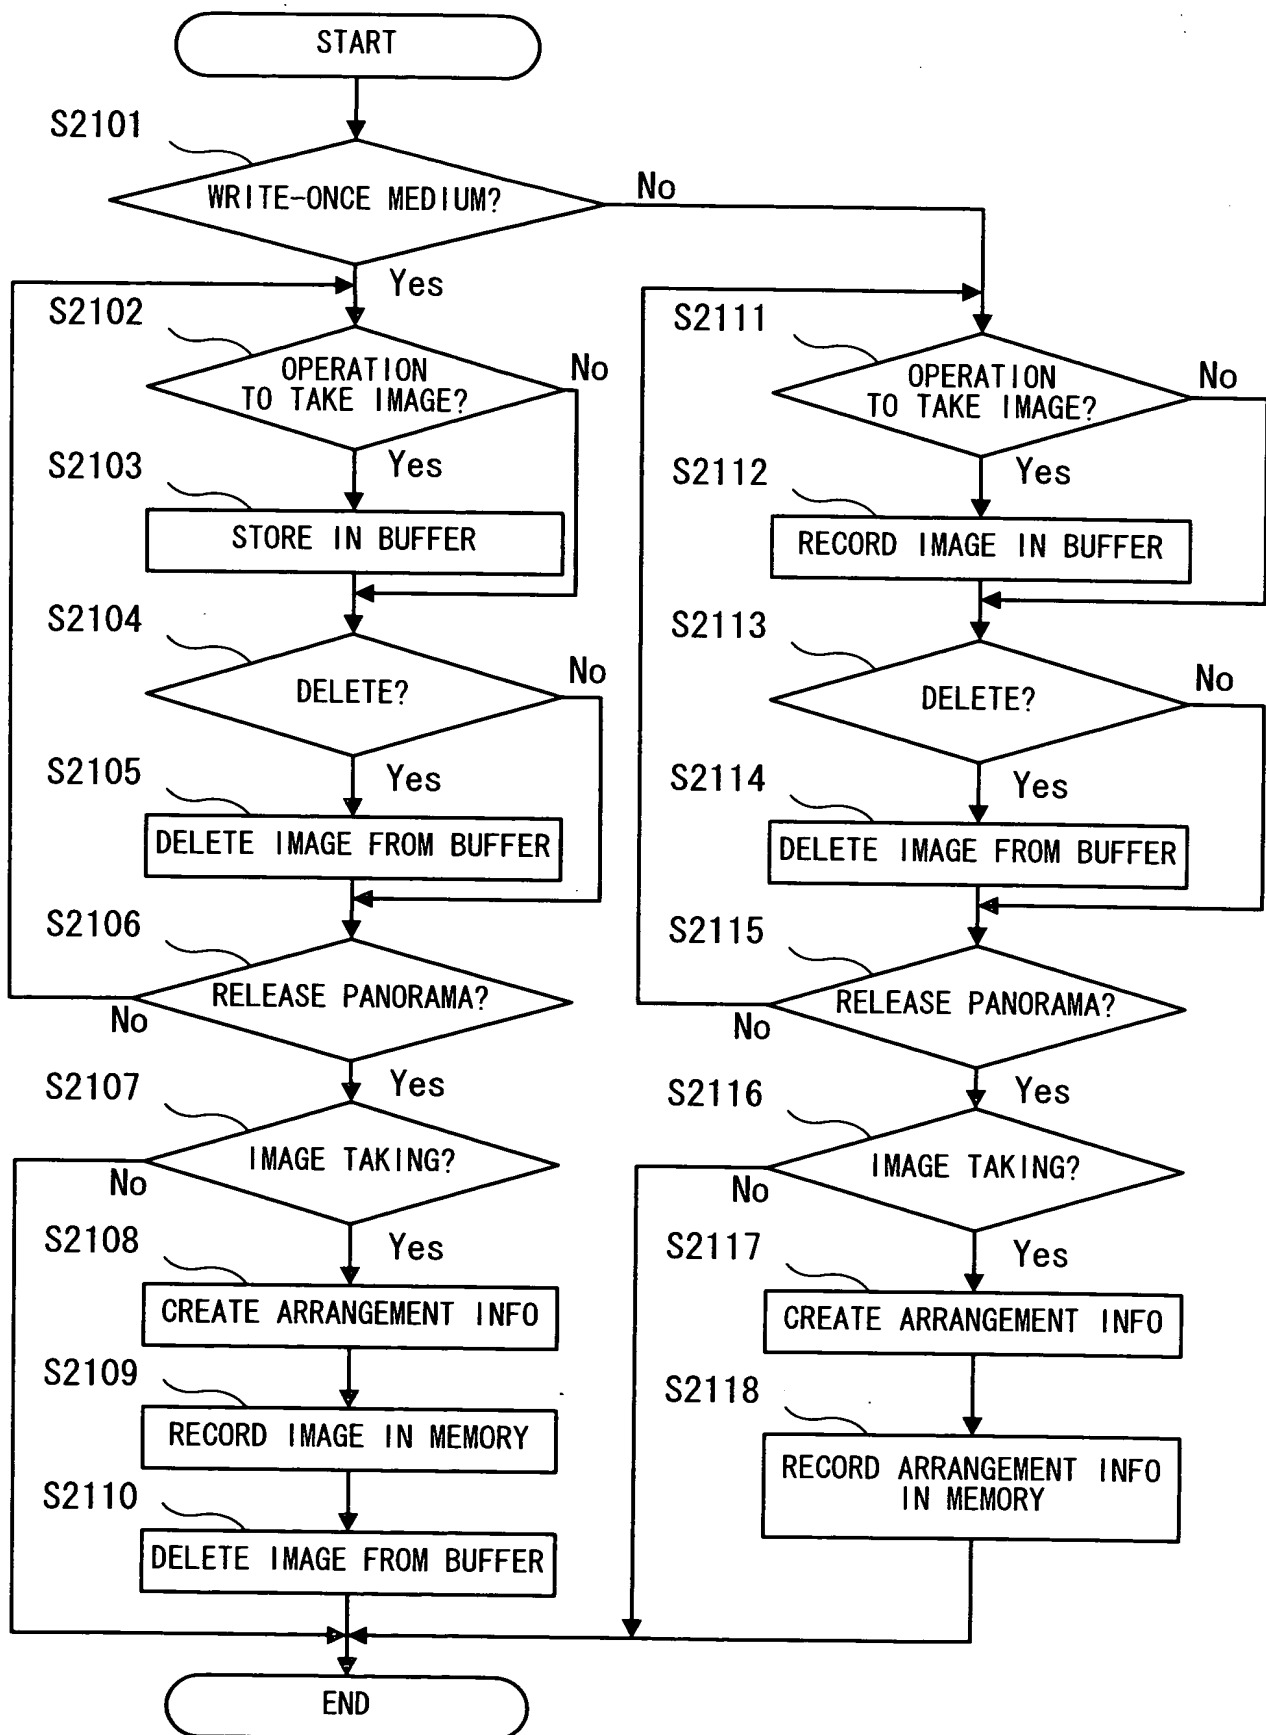 START
S2101
WRITE-ONCE MEDIUM?
No
Yes
S2102
OPERATION
TO TAKE IMAGE?
No
Yes
S2103
STORE IN BUFFER
S2104
DELETE?
No
Yes
S2105
DELETE IMAGE FROM BUFFER
S2106
RELEASE PANORAMA?
No
Yes
S2107
IMAGE TAKING?
No
Yes
S2108
CREATE ARRANGEMENT INFO
S2109
RECORD IMAGE IN MEMORY
S2110
DELETE IMAGE FROM BUFFER
S2111
OPERATION
TO TAKE IMAGE?
No
Yes
S2112
RECORD IMAGE IN BUFFER
S2113
DELETE?
No
Yes
S2114
DELETE IMAGE FROM BUFFER
S2115
RELEASE PANORAMA?
No
Yes
S2116
IMAGE TAKING?
No
Yes
S2117
CREATE ARRANGEMENT INFO
S2118
RECORD ARRANGEMENT INFO
IN MEMORY
END